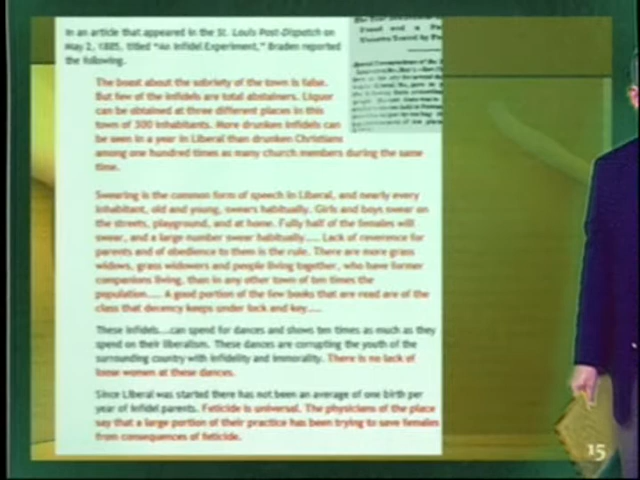 In an article that appeared in the St. Louis Post-Dispatch on
May 2, 1885, titled "An Infidel Experiment," Braden reported
the following.
The boast about the sobriety of the town is false.
But few of the infidels are total abstainers. Liquor
can be obtained at three different places in this
town of 300 inhabitants. More drunken infidels can
be seen in a year in Liberal than drunken Christians
among one hundred times as many church members during the same
time.
Swearing is the common form of speech in Liberal, and nearly every
inhabitant, old and young, swears habitually. Girls and boys swear on
the streets, playground, and at home. Fully half of the females will
swear, and a large number swear habitually.... Lack of reverence for
parents and of obedience to them is the rule. There are more grass
widows, grass widowers and people living together, who have former
companions living, than in any other town of ten times the
population.... A good portion of the few books that are read are of the
class that decency keeps under lock and key....
These infidels...can spend for dances and shows ten times as much as they
spend on their liberalism. These dances are corrupting the youth of the
surrounding country with infidelity and immorality. There is no lack of
loose women at these dances.
Since Liberal was started there has not been an average of one birth per
year of infidel parents. Feticide is universal. The physicians of the place
say that a large portion of their practice has been trying to save females
from consequences of feticide.
15